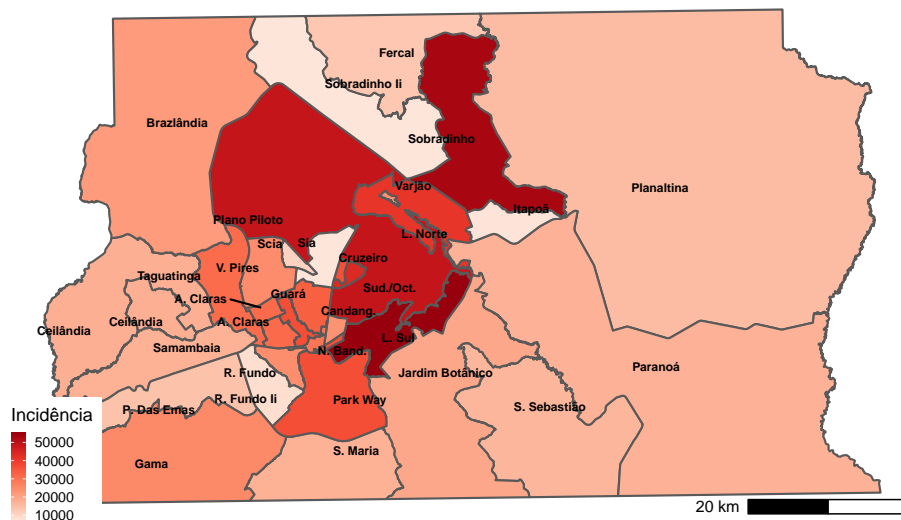 Fercal
Sobradinho Ii
Brazlândia
Sobradinho
Varjão
Planaltina
Itapoã
Plano Piloto
L. Norte
Scia
Sia
Cruzeiro
V. Pires
Taguatinga
Guará
Sud./Oct.
A. Claras
Candang.
Ceilândia
Ceilândia
A. Claras
L. Sul
Samambaia
N. Band.
R. Fundo
Jardim Botânico
Paranoá
R. Fundo Ii
Park Way
P. Das Emas
S. Sebastião
S. Maria
Gama
Incidência
50000
40000
30000
20000
10000
20 km